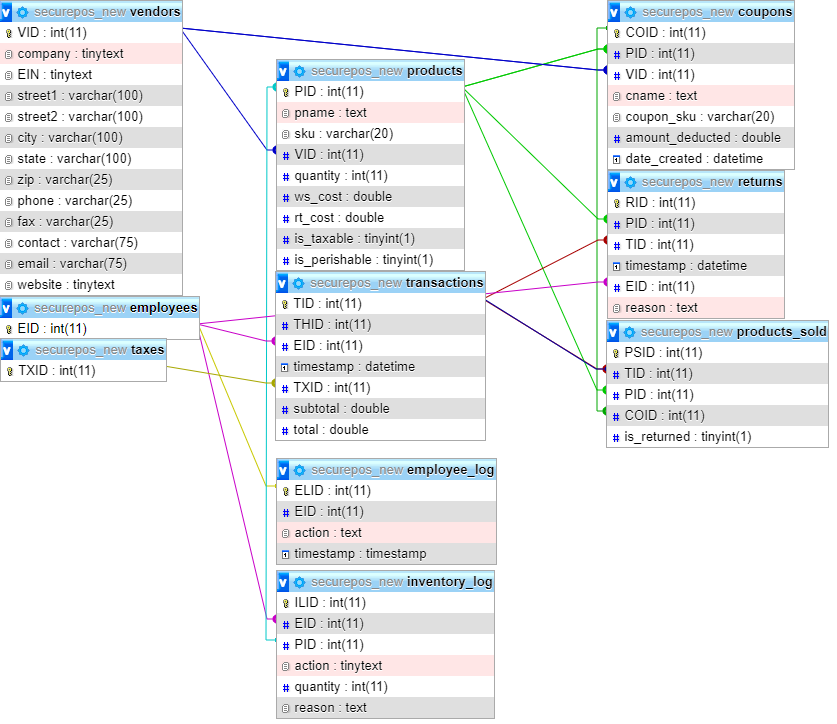 securepos_new vendors
VID : int(11)
company : tinytext
EIN : tinytext
street1 : varchar(100)
street2 : varchar(100)
city : varchar(100)
state : varchar(100)
zip : varchar(25)
phone : varchar(25)
fax : varchar(25)
contact : varchar(75)
email : varchar(75)
website : tinytext
securepos_new employees
EID : int(11)
securepos_new taxes
TXID : int(11)
securepos_new products
PID : int(11)
pname : text
sku : varchar(20)
VID : int(11)
quantity : int(11)
ws_cost : double
rt_cost : double
is_taxable : tinyint(1)
is_perishable : tinyint(1)
securepos_new transactions
TID : int(11)
THID : int(11)
EID : int(11)
timestamp : datetime
TXID : int(11)
subtotal : double
total : double
securepos_new employee_log
ELID : int(11)
EID : int(11)
action : text
timestamp : timestamp
securepos_new inventory_log
ILID : int(11)
EID : int(11)
PID : int(11)
action : tinytext
quantity : int(11)
reason : text
securepos_new coupons
COID : int(11)
PID : int(11)
VID : int(11)
cname : text
coupon_sku : varchar(20)
amount_deducted : double
date_created : datetime
securepos_new returns
RID : int(11)
PID : int(11)
TID : int(11)
timestamp : datetime
EID : int(11)
reason : text
securepos_new products_sold
PSID : int(11)
TID : int(11)
PID : int(11)
COID : int(11)
is_returned : tinyint(1)